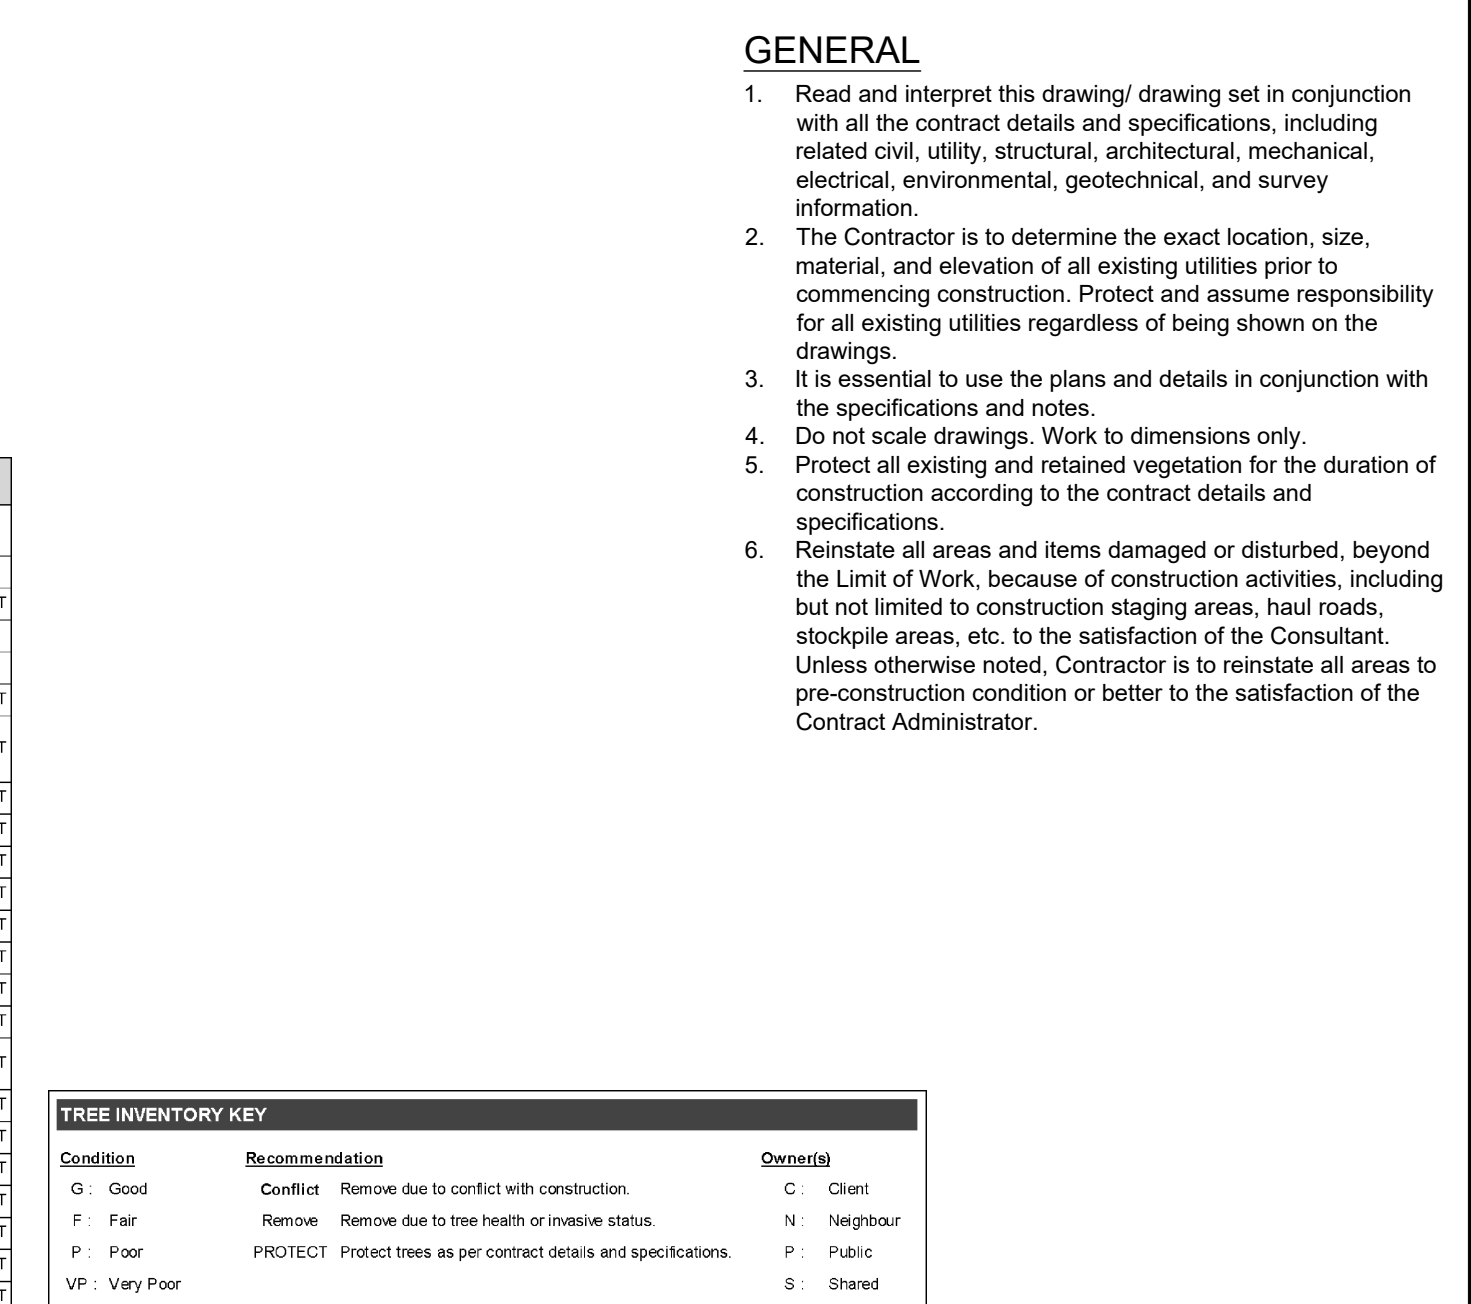 GENERAL
1. Read and interpret this drawing/ drawing set in conjunction
with all the contract details and specifications, including
related civil, utility, structural, architectural, mechanical,
electrical, environmental, geotechnical, and survey
information.
2. The Contractor is to determine the exact location, size,
material, and elevation of all existing utilities prior to
commencing construction. Protect and assume responsibility
for all existing utilities regardless of being shown on the
drawings.
3. It is essential to use the plans and details in conjunction with
the specifications and notes.
4. Do not scale drawings. Work to dimensions only.
5. Protect all existing and retained vegetation for the duration of
construction according to the contract details and
specifications.
6. Reinstate all areas and items damaged or disturbed, beyond
the Limit of Work, because of construction activities, including
but not limited to construction staging areas, haul roads,
stockpile areas, etc. to the satisfaction of the Consultant.
Unless otherwise noted, Contractor is to reinstate all areas to
pre-construction condition or better to the satisfaction of the
Contract Administrator.
TREE INVENTORY KEY
Condition Recommendation Owner(s)
G : Good Conflict Remove due to conflict with construction. C : Client
F : Fair Remove Remove due to tree health or invasive status. N : Neighbour
P : Poor PROTECT Protect trees as per contract details and specifications. P : Public
VP : Very Poor S : Shared